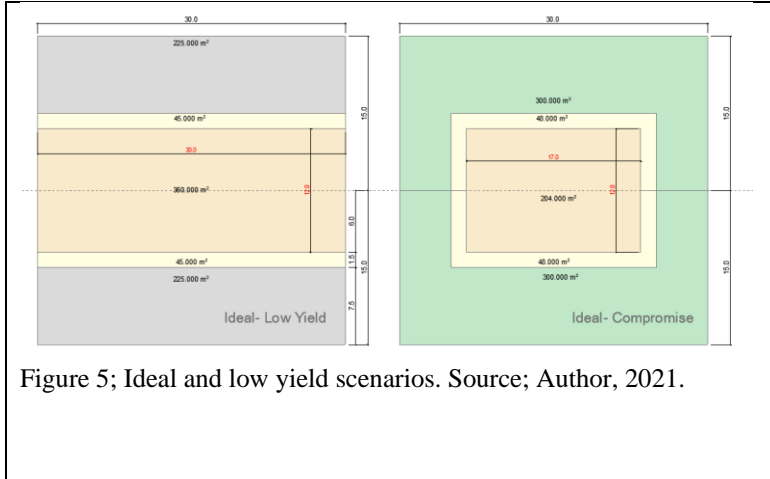 30.0
30.0
225.000 m²
15.0
300.000 m²
15.0
45.000 m²
48.000 m²
30.0
17.0
360.000 m²
12.0
204.000 m²
12.0
6.0
45.000 m²
1.5
15.0
48.000 m²
15.0
225.000 m²
300.000 m²
7.5
Ideal- Low Yield
Ideal- Compromise
Figure 5; Ideal and low yield scenarios. Source; Author, 2021.